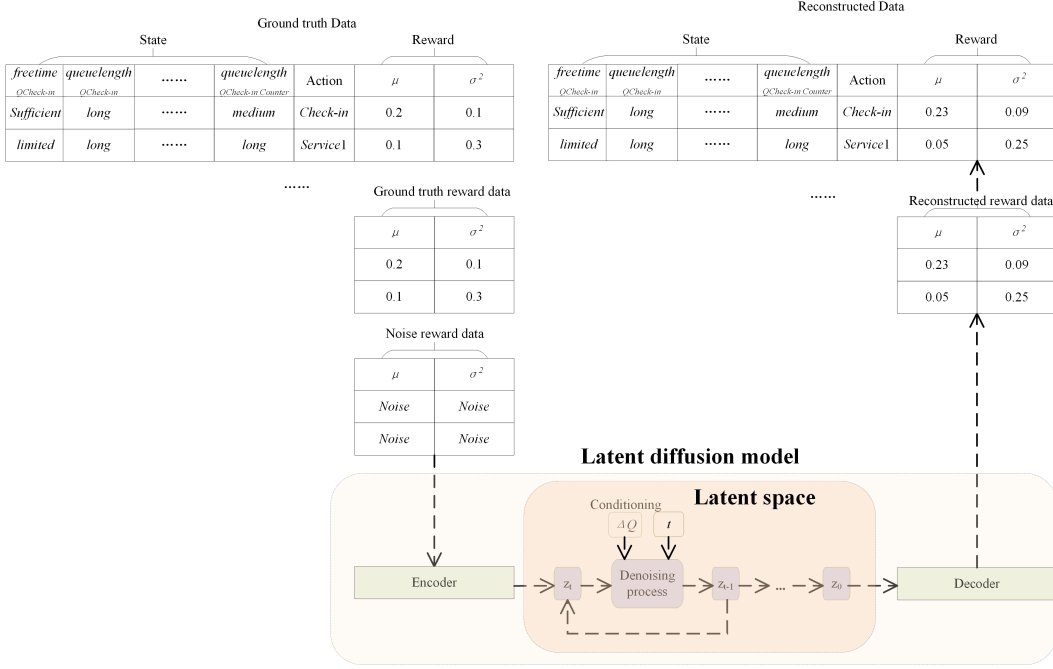 Ground truth Data
State Reward
freetime queuelength ...... queuelength Action μ σ²
QCheck-in QCheck-in QCheck-in Counter
Sufficient long ...... medium Check-in 0.2 0.1
limited long ...... long Service1 0.1 0.3
......
Ground truth reward data
μ σ²
0.2 0.1
0.1 0.3
Noise reward data
μ σ²
Noise Noise
Noise Noise
Reconstructed Data
State Reward
freetime queuelength ...... queuelength Action μ σ²
QCheck-in QCheck-in QCheck-in Counter
Sufficient long ...... medium Check-in 0.23 0.09
limited long ...... long Service1 0.05 0.25
......
Reconstructed reward data
μ σ²
0.23 0.09
0.05 0.25
Latent diffusion model
Latent space
Conditioning
ΔQ t
Encoder
zt
Denoising
process
zt-1
...
z0
Decoder